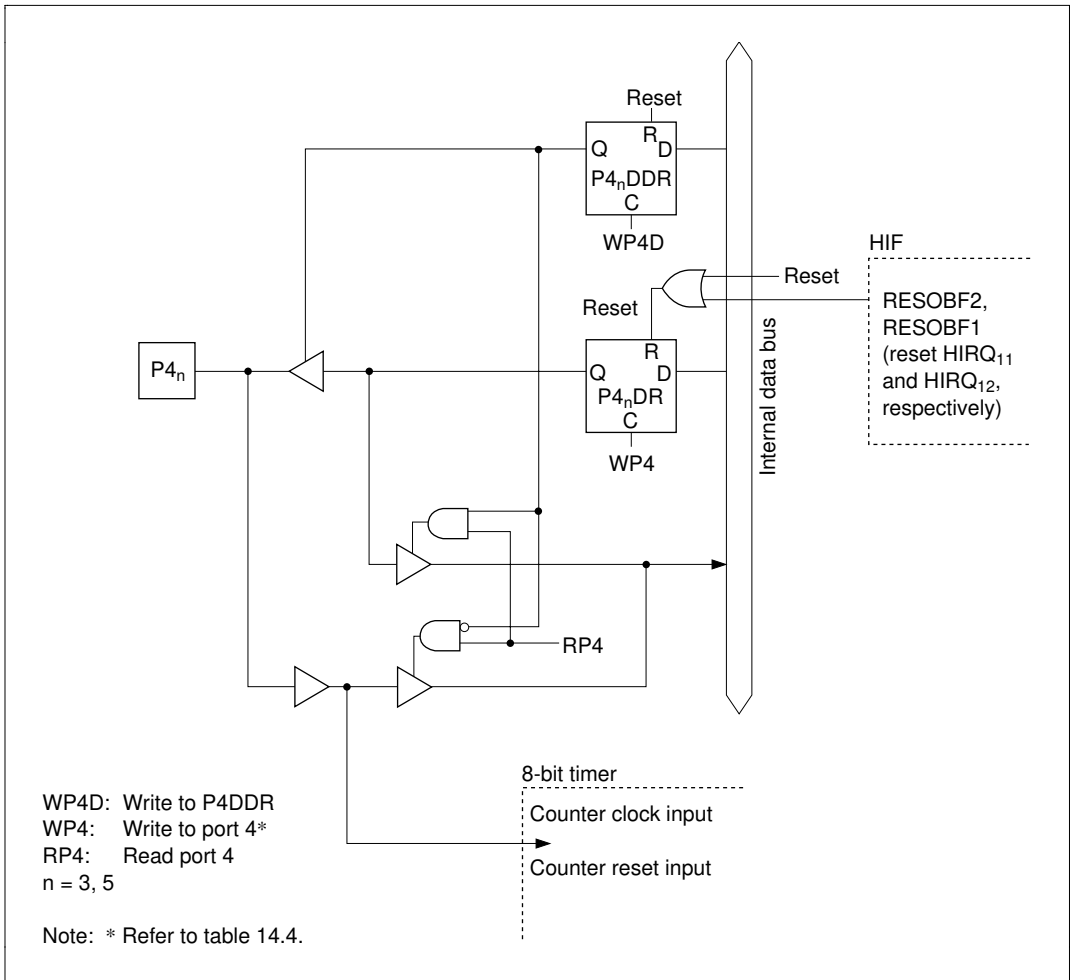 Reset
R
Q D
P4nDDR
C
WP4D
HIF
Reset
Reset
RESOBF2,
RESOBF1
(reset HIRQ11
and HIRQ12,
respectively)
R
Q D
P4nDR
C
WP4
P4n
Internal data bus
RP4
8-bit timer
Counter clock input
Counter reset input
WP4D: Write to P4DDR
WP4: Write to port 4*
RP4: Read port 4
n = 3, 5
Note: * Refer to table 14.4.